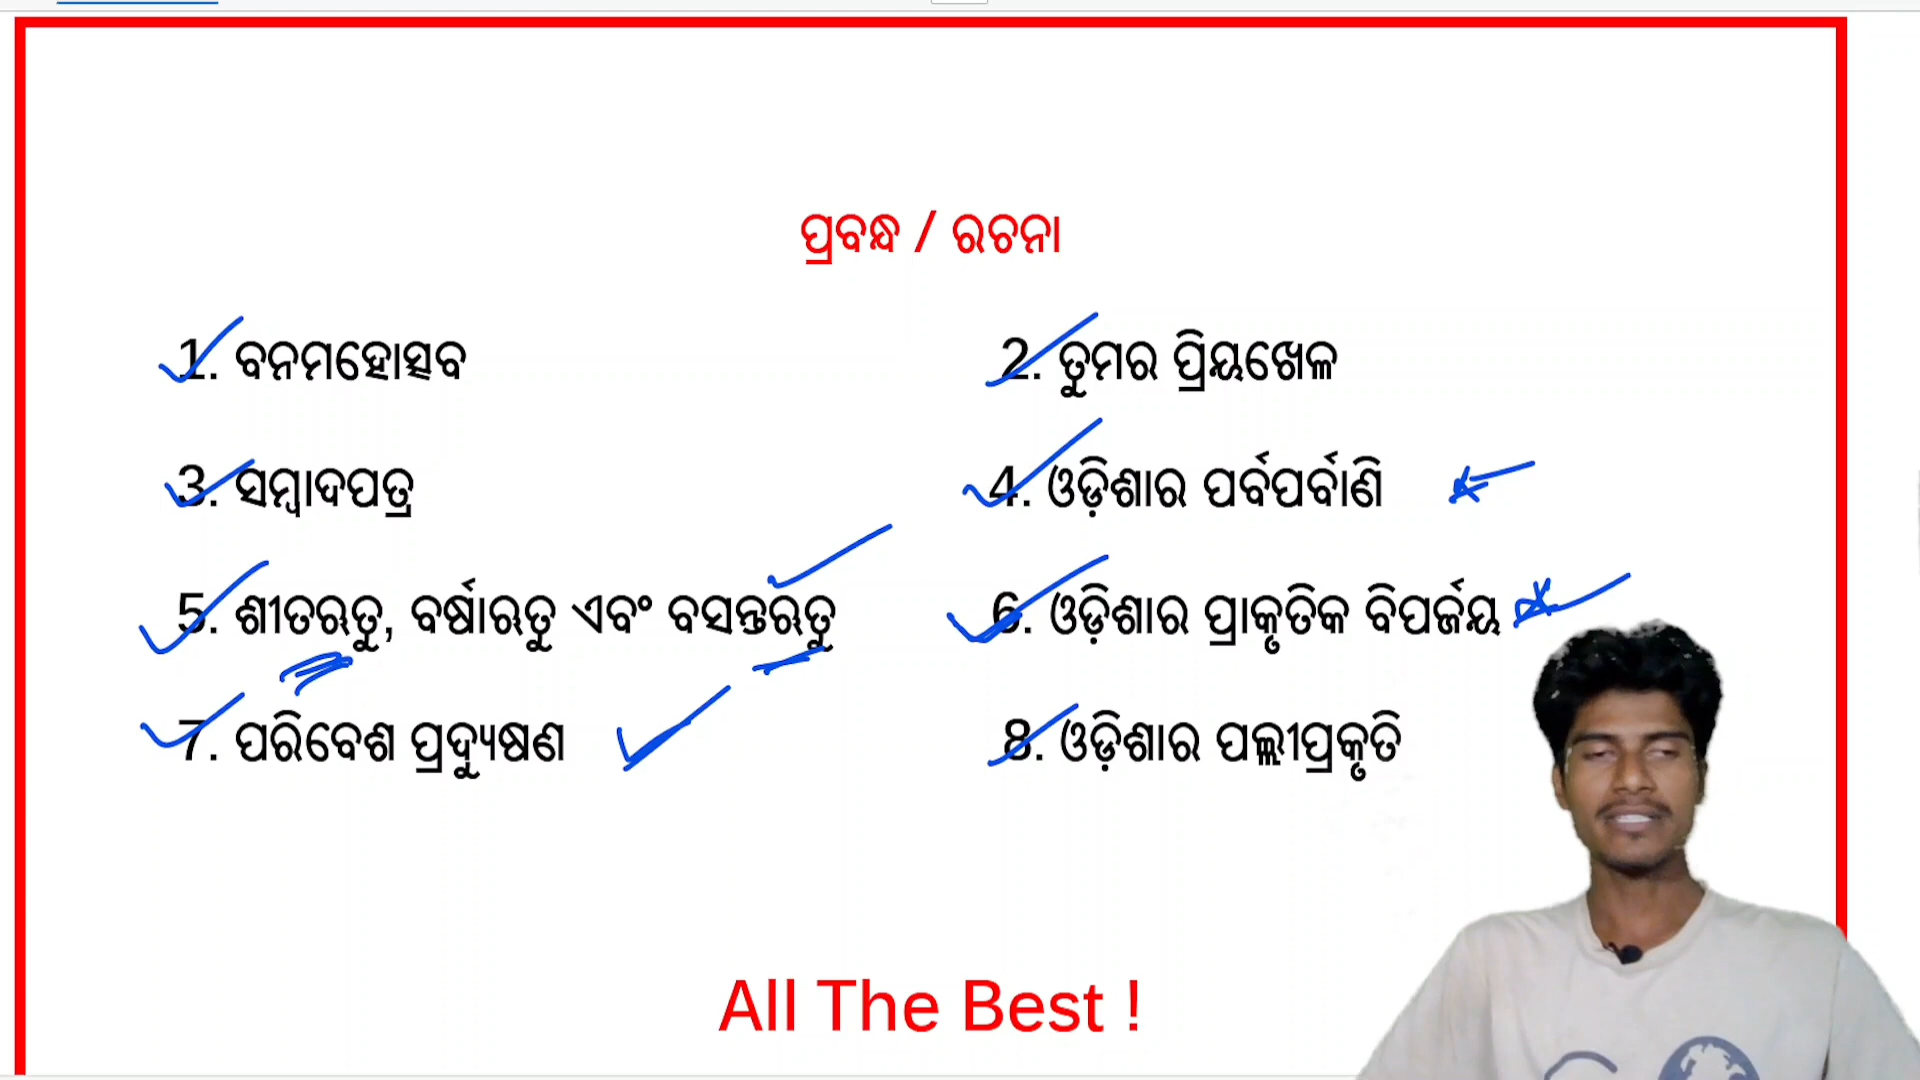 ପ୍ରବନ୍ଧ / ରଚନା
1. ବନମହୋତ୍ସବ
2. ତୁମର ପ୍ରିୟଖେଳ
3. ସମ୍ବାଦପତ୍ର
4. ଓଡ଼ିଶାର ପର୍ବପର୍ବାଣି
5. ଶୀତଋତୁ, ବର୍ଷାଋତୁ ଏବଂ ବସନ୍ତଋତୁ
6. ଓଡ଼ିଶାର ପ୍ରାକୃତିକ ବିପର୍ଜୟ
7. ପରିବେଶ ପ୍ରଦ୍ୟୁଷଣ
8. ଓଡ଼ିଶାର ପଲ୍ଲୀପ୍ରକୃତି
All The Best !